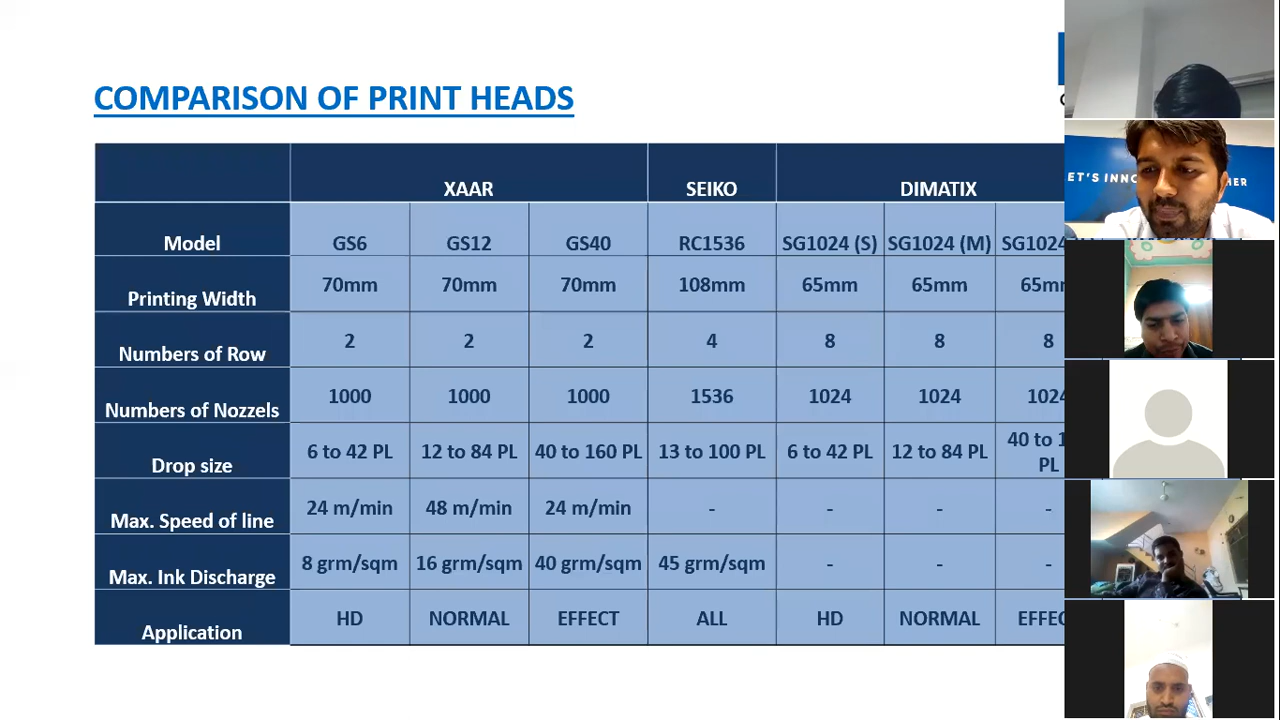 COMPARISON OF PRINT HEADS
XAAR SEIKO DIMATIX
Model GS6 GS12 GS40 RC1536 SG1024 (S) SG1024 (M) SG1024
Printing Width 70mm 70mm 70mm 108mm 65mm 65mm 65mm
Numbers of Row 2 2 2 4 8 8 8
Numbers of Nozzels 1000 1000 1000 1536 1024 1024 1024
Drop size 6 to 42 PL 12 to 84 PL 40 to 160 PL 13 to 100 PL 6 to 42 PL 12 to 84 PL 40 to
PL
Max. Speed of line 24 m/min 48 m/min 24 m/min - - - -
Max. Ink Discharge 8 grm/sqm 16 grm/sqm 40 grm/sqm 45 grm/sqm - - -
Application HD NORMAL EFFECT ALL HD NORMAL